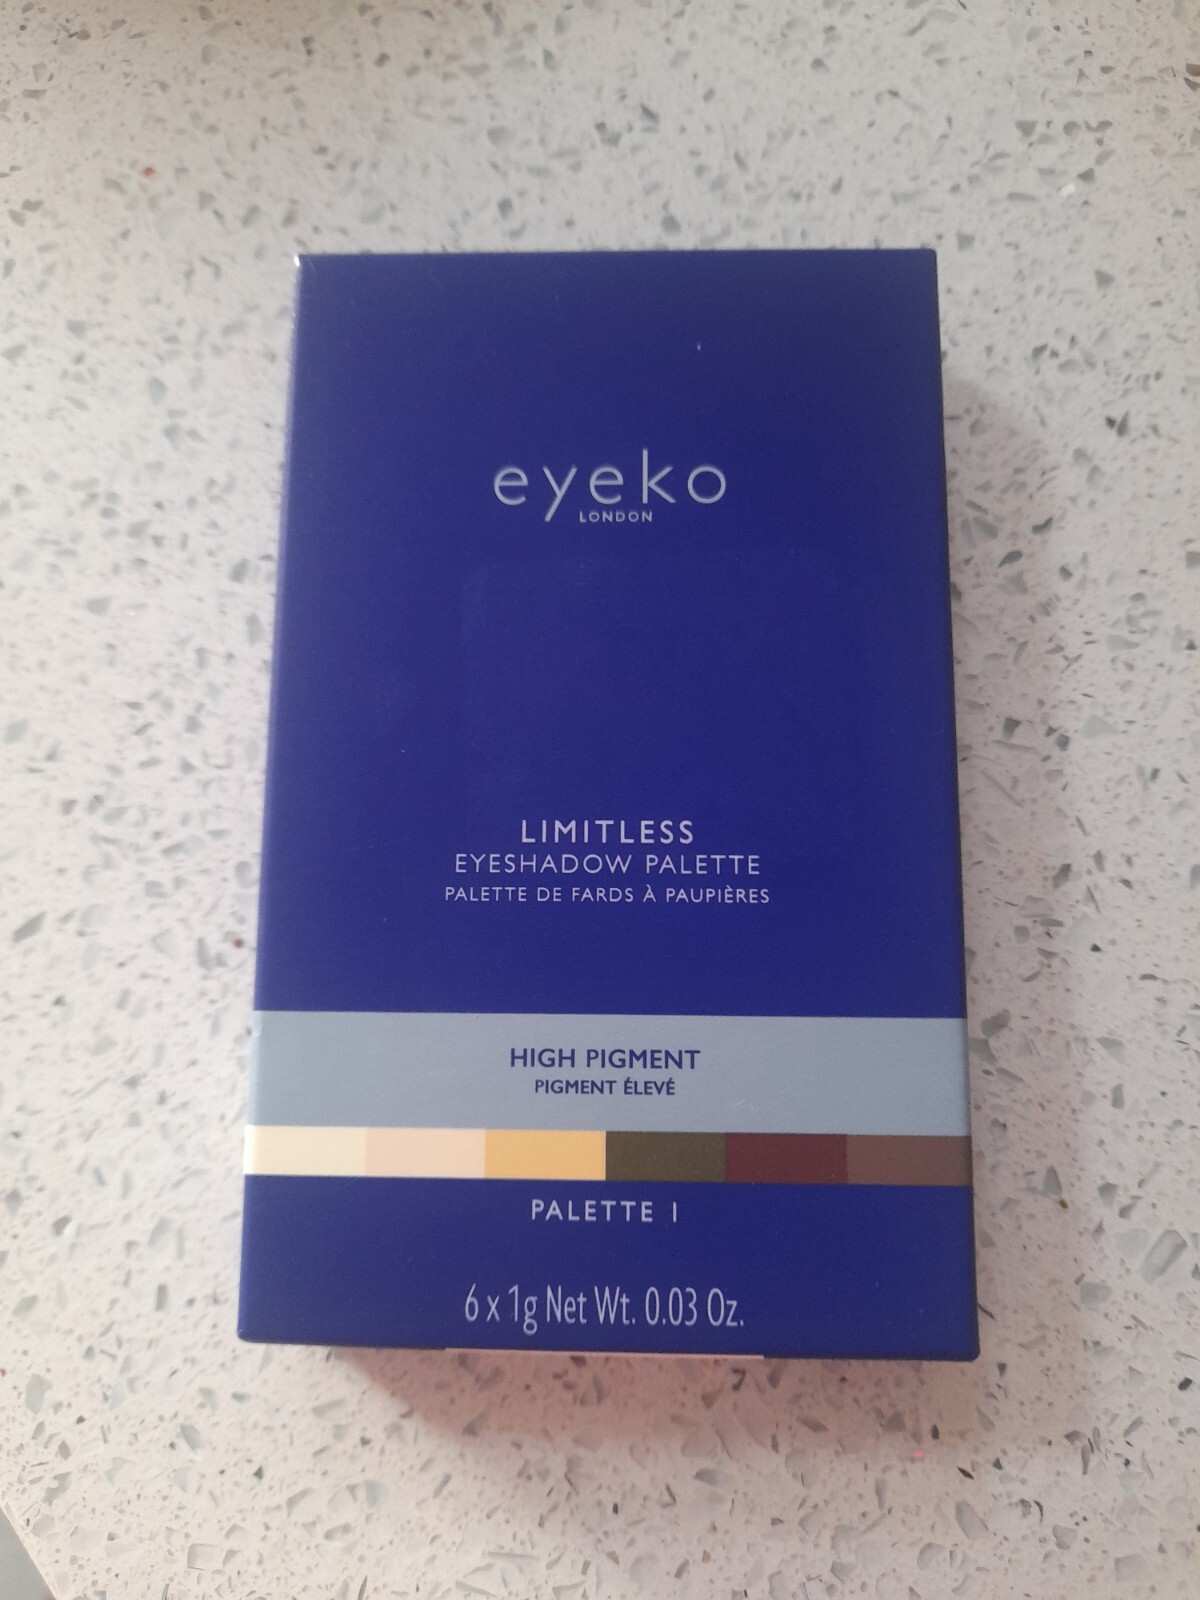 eyeko
LONDON
LIMITLESS
EYESHADOW PALETTE
PALETTE DE FARDS À PAUPIÈRES
HIGH PIGMENT
PIGMENT ÉLEVÉ
PALETTE 1
6 x 1g Net Wt. 0.03 Oz.